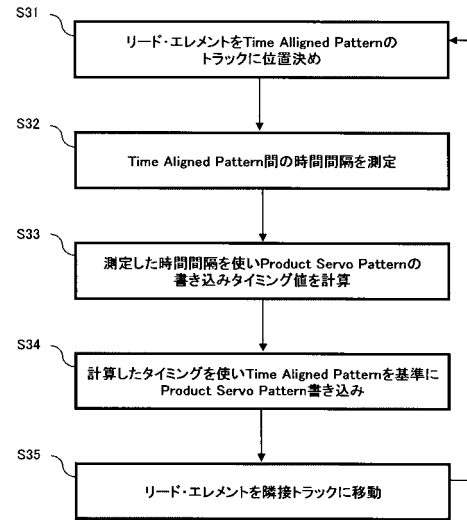 S31
リード・エレメントをTime Alligned Patternの
トラックに位置決め
S32
Time Aligned Pattern間の時間間隔を測定
S33
測定した時間間隔を使いProduct Servo Patternの
書き込みタイミング値を計算
S34
計算したタイミングを使いTime Aligned Patternを基準に
Product Servo Pattern書き込み
S35
リード・エレメントを隣接トラックに移動